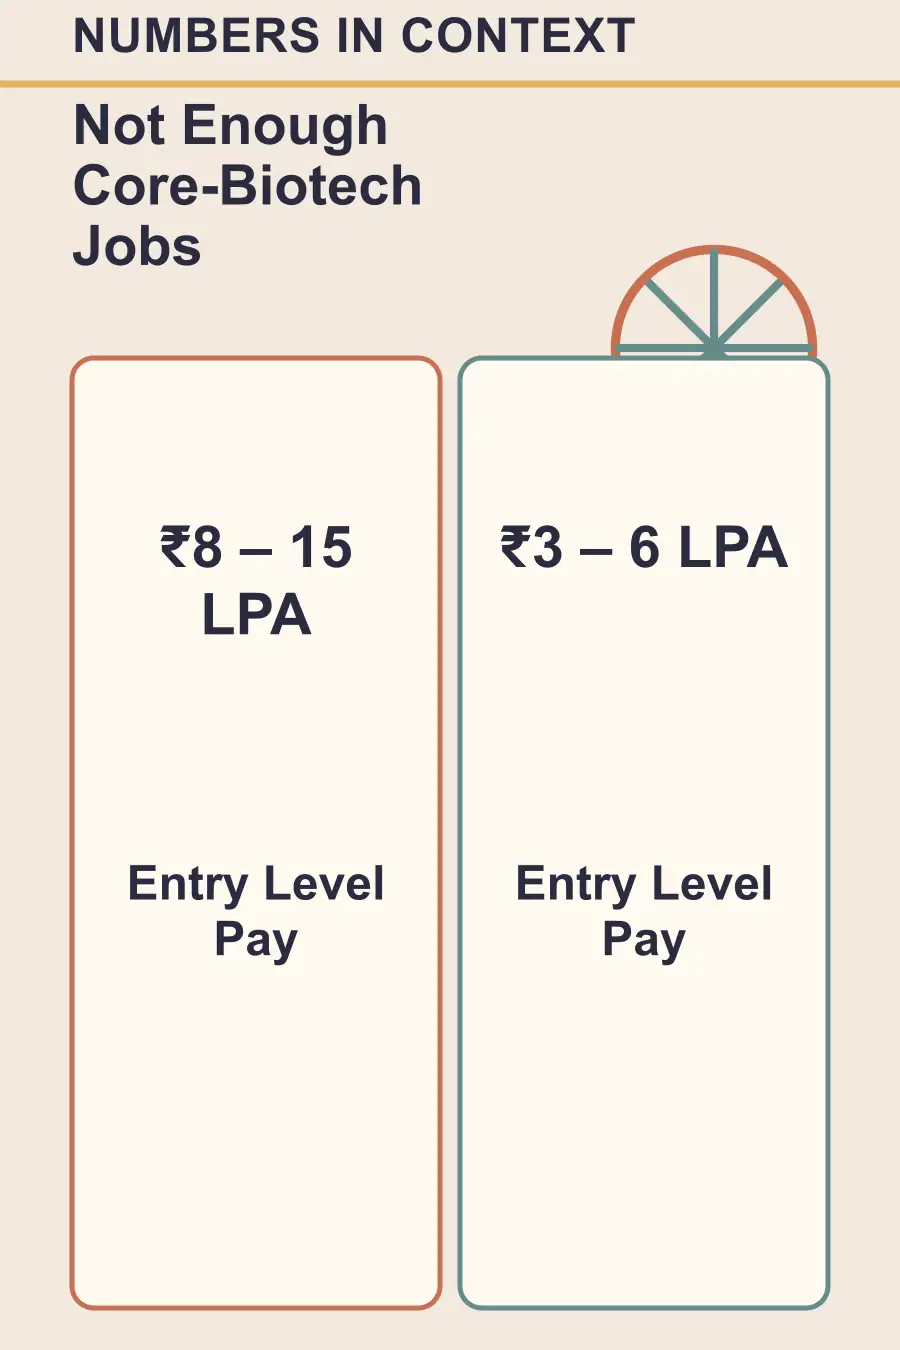 NUMBERS IN CONTEXT
Not Enough
Core-Biotech
Jobs
₹8 – 15
LPA
Entry Level
Pay
₹3 – 6 LPA
Entry Level
Pay